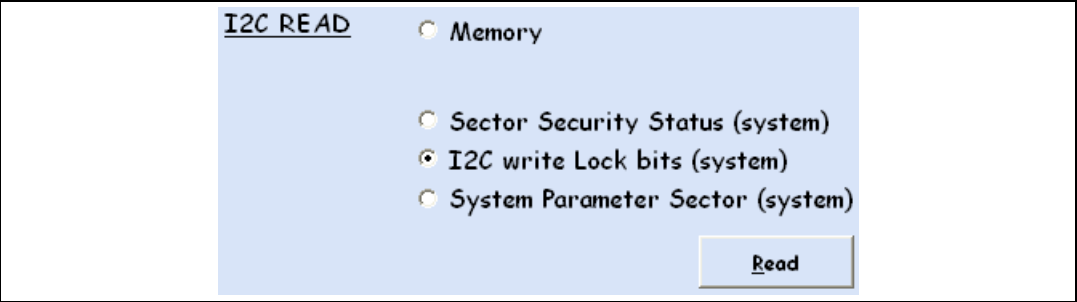 I2C READ
Memory
Sector Security Status (system)
I2C write Lock bits (system)
System Parameter Sector (system)
Read